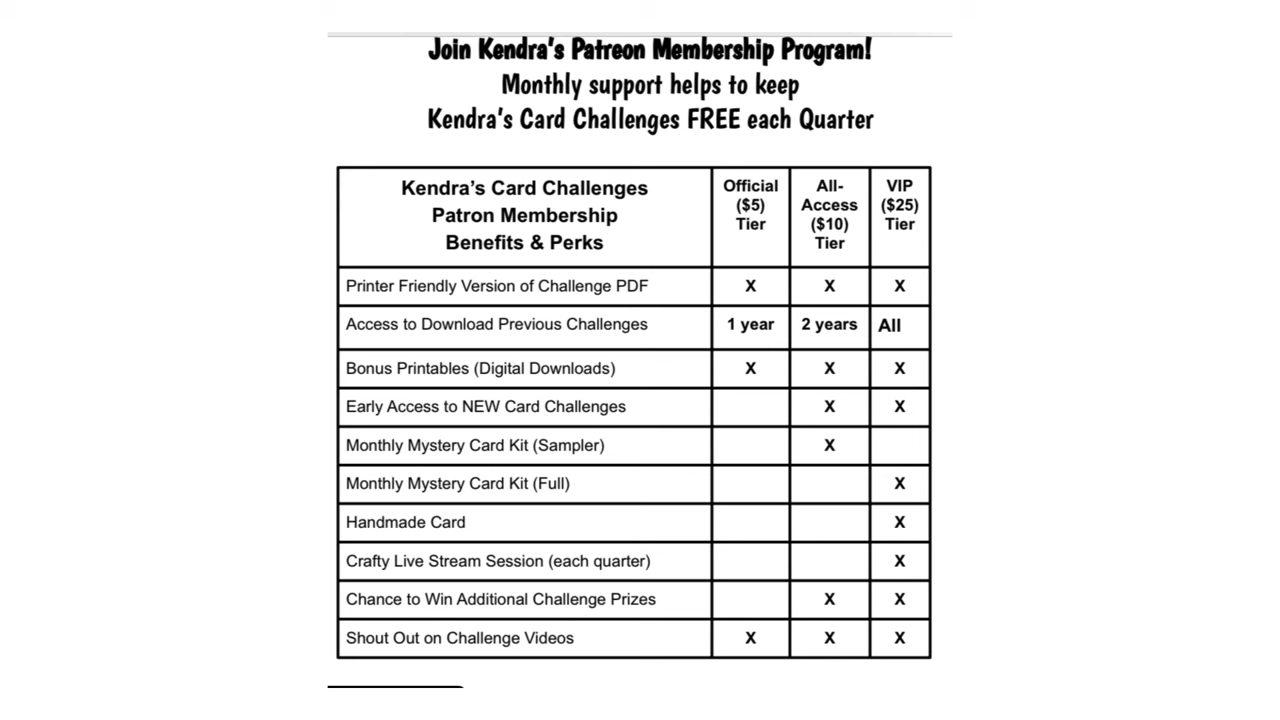 Join Kendra's Patreon Membership Program!
Monthly support helps to keep
Kendra's Card Challenges FREE each Quarter
Kendra's Card Challenges
Patron Membership
Benefits & Perks
Official
($5)
Tier
All-
Access
($10)
Tier
VIP
($25)
Tier
Printer Friendly Version of Challenge PDF X X X
Access to Download Previous Challenges 1 year 2 years All
Bonus Printables (Digital Downloads) X X X
Early Access to NEW Card Challenges X X
Monthly Mystery Card Kit (Sampler) X
Monthly Mystery Card Kit (Full) X
Handmade Card X
Crafty Live Stream Session (each quarter) X
Chance to Win Additional Challenge Prizes X X
Shout Out on Challenge Videos X X X